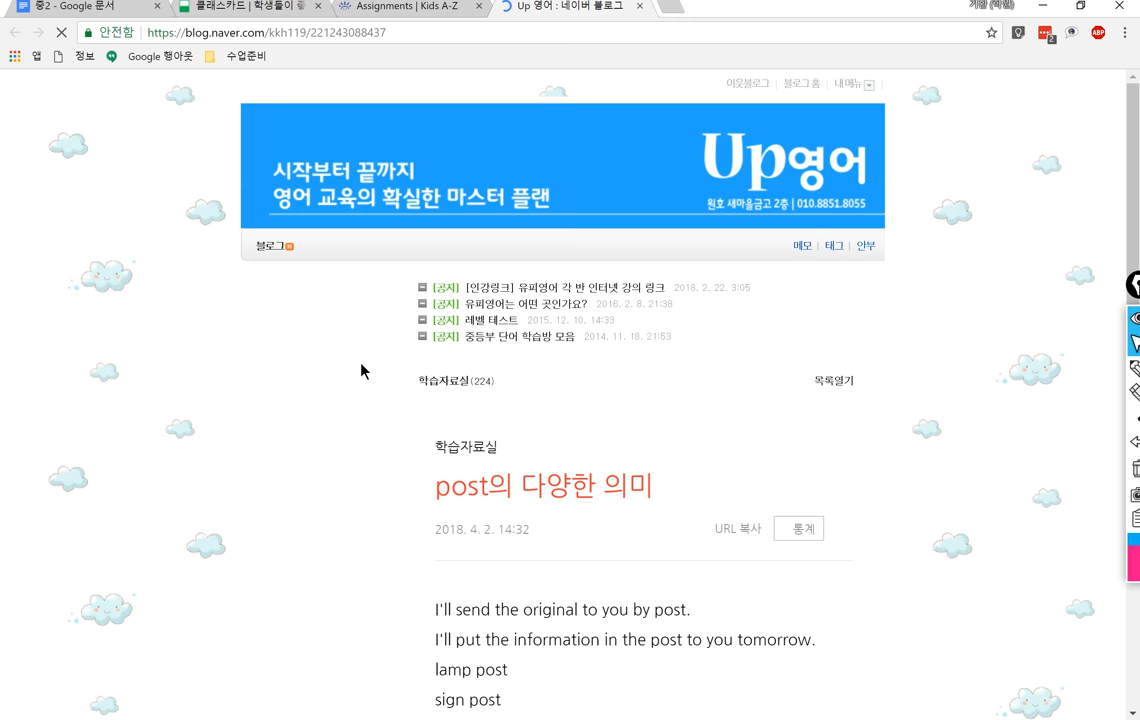 중2 - Google 문서
클래스카드 | 학생들이
Assignments | Kids A-Z
Up 영어 : 네이버 블로그
안전함 | https://blog.naver.com/kkh119/221243088437
2
ABP
앱
정보
Google 행아웃
수업준비
이웃블로그 | 블로그 홈 | 내 메뉴
시작부터 끝까지
영어 교육의 확실한 마스터 플랜
Up영어
원호 새마을금고 2층 | 010.8851.8055
블로그
메모 | 태그 | 안부
[공지] [인강링크] 유피영어 각 반 인터넷 강의 링크 2018. 2. 22. 3:05
[공지] 유피영어는 어떤 곳인가요? 2016. 2. 8. 21:38
[공지] 레벨 테스트 2015. 12. 10. 14:33
[공지] 중등부 단어 학습방 모음 2014. 11. 18. 21:53
학습자료실 (224)
목록열기
학습자료실
post의 다양한 의미
2018. 4. 2. 14:32
URL 복사
통계
I'll send the original to you by post.
I'll put the information in the post to you tomorrow.
lamp post
sign post